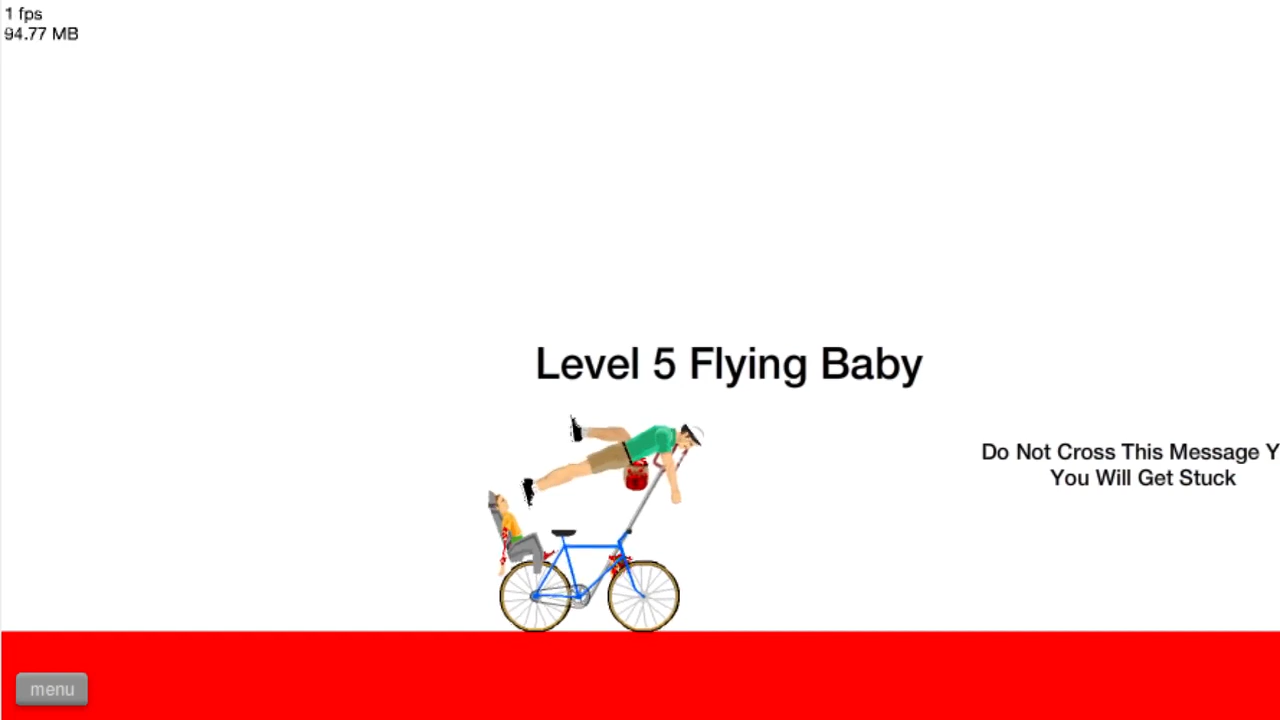 1 fps
94.77 MB
Level 5 Flying Baby
Do Not Cross This Message Y
You Will Get Stuck
menu